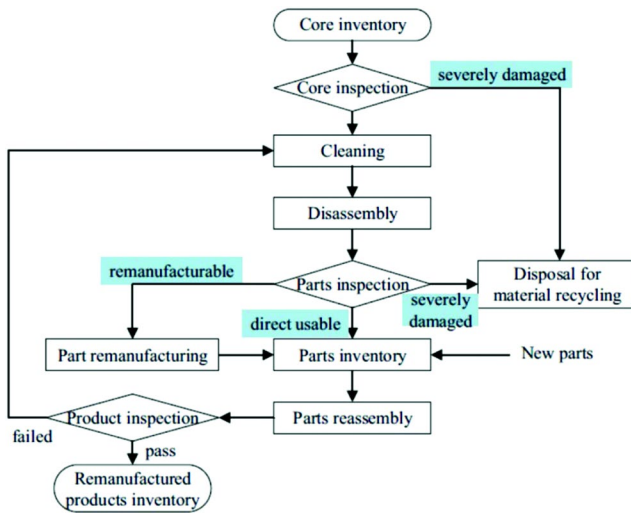 Core inventory
severely damaged
Core inspection
Cleaning
Disassembly
remanufacturable
Parts inspection
Disposal for
material recycling
severely
damaged
direct usable
Part remanufacturing
Parts inventory
New parts
Product inspection
Parts reassembly
failed
pass
Remanufactured
products inventory